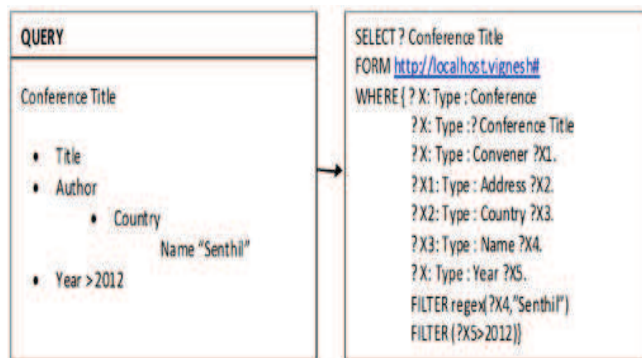 QUERY
Conference Title
• Title
• Author
• Country
Name “Senthil”
• Year >2012
SELECT ? Conference Title
FORM http://localhost.vignesh#
WHERE { ? X: Type : Conference
? X: Type :? Conference Title
? X: Type : Convener ?X1.
? X1: Type : Address ?X2.
? X2: Type : Country ?X3.
? X3: Type : Name ?X4.
? X: Type : Year ?X5.
FILTER regex(?X4,”Senthil”)
FILTER (?X5>2012)}